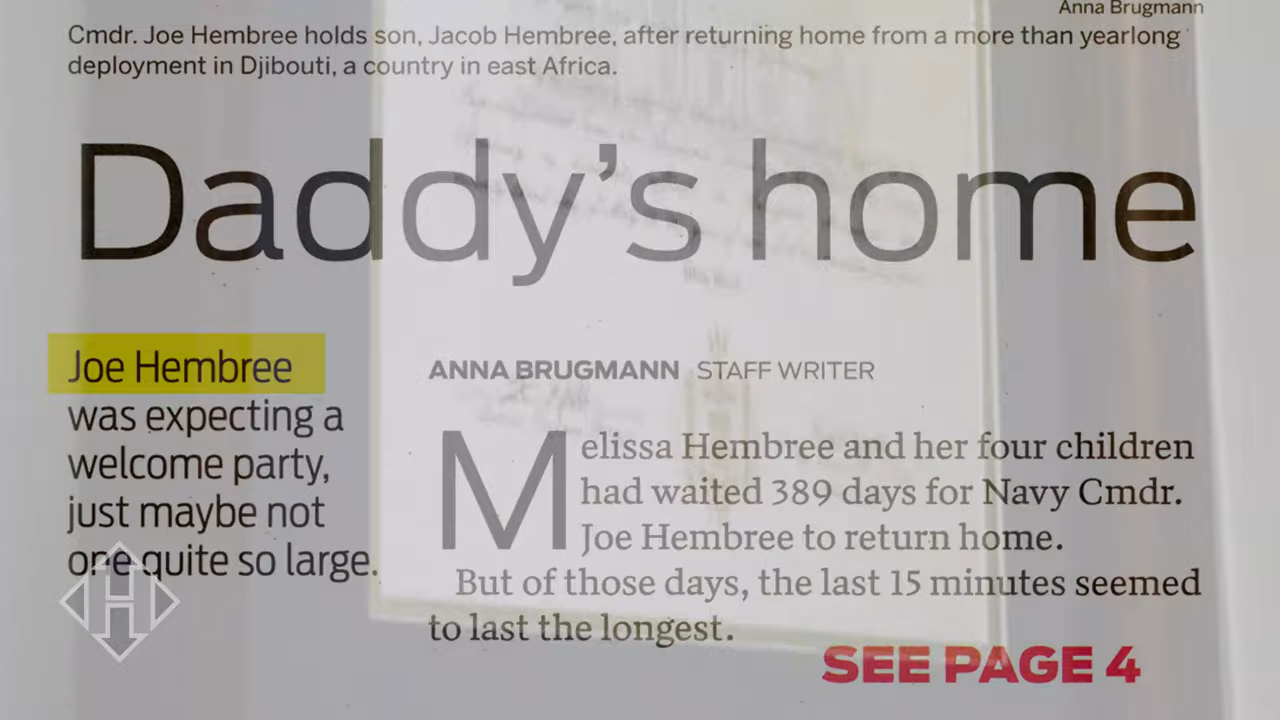 Anna Brugmann
Cmdr. Joe Hembree holds son, Jacob Hembree, after returning home from a more than yearlong
deployment in Djibouti, a country in east Africa.
Daddy’s home
Joe Hembree
was expecting a
welcome party,
just maybe not
one quite so large.
ANNA BRUGMANN STAFF WRITER
Melissa Hembree and her four children
had waited 389 days for Navy Cmdr.
Joe Hembree to return home.
But of those days, the last 15 minutes seemed
to last the longest.
SEE PAGE 4
H